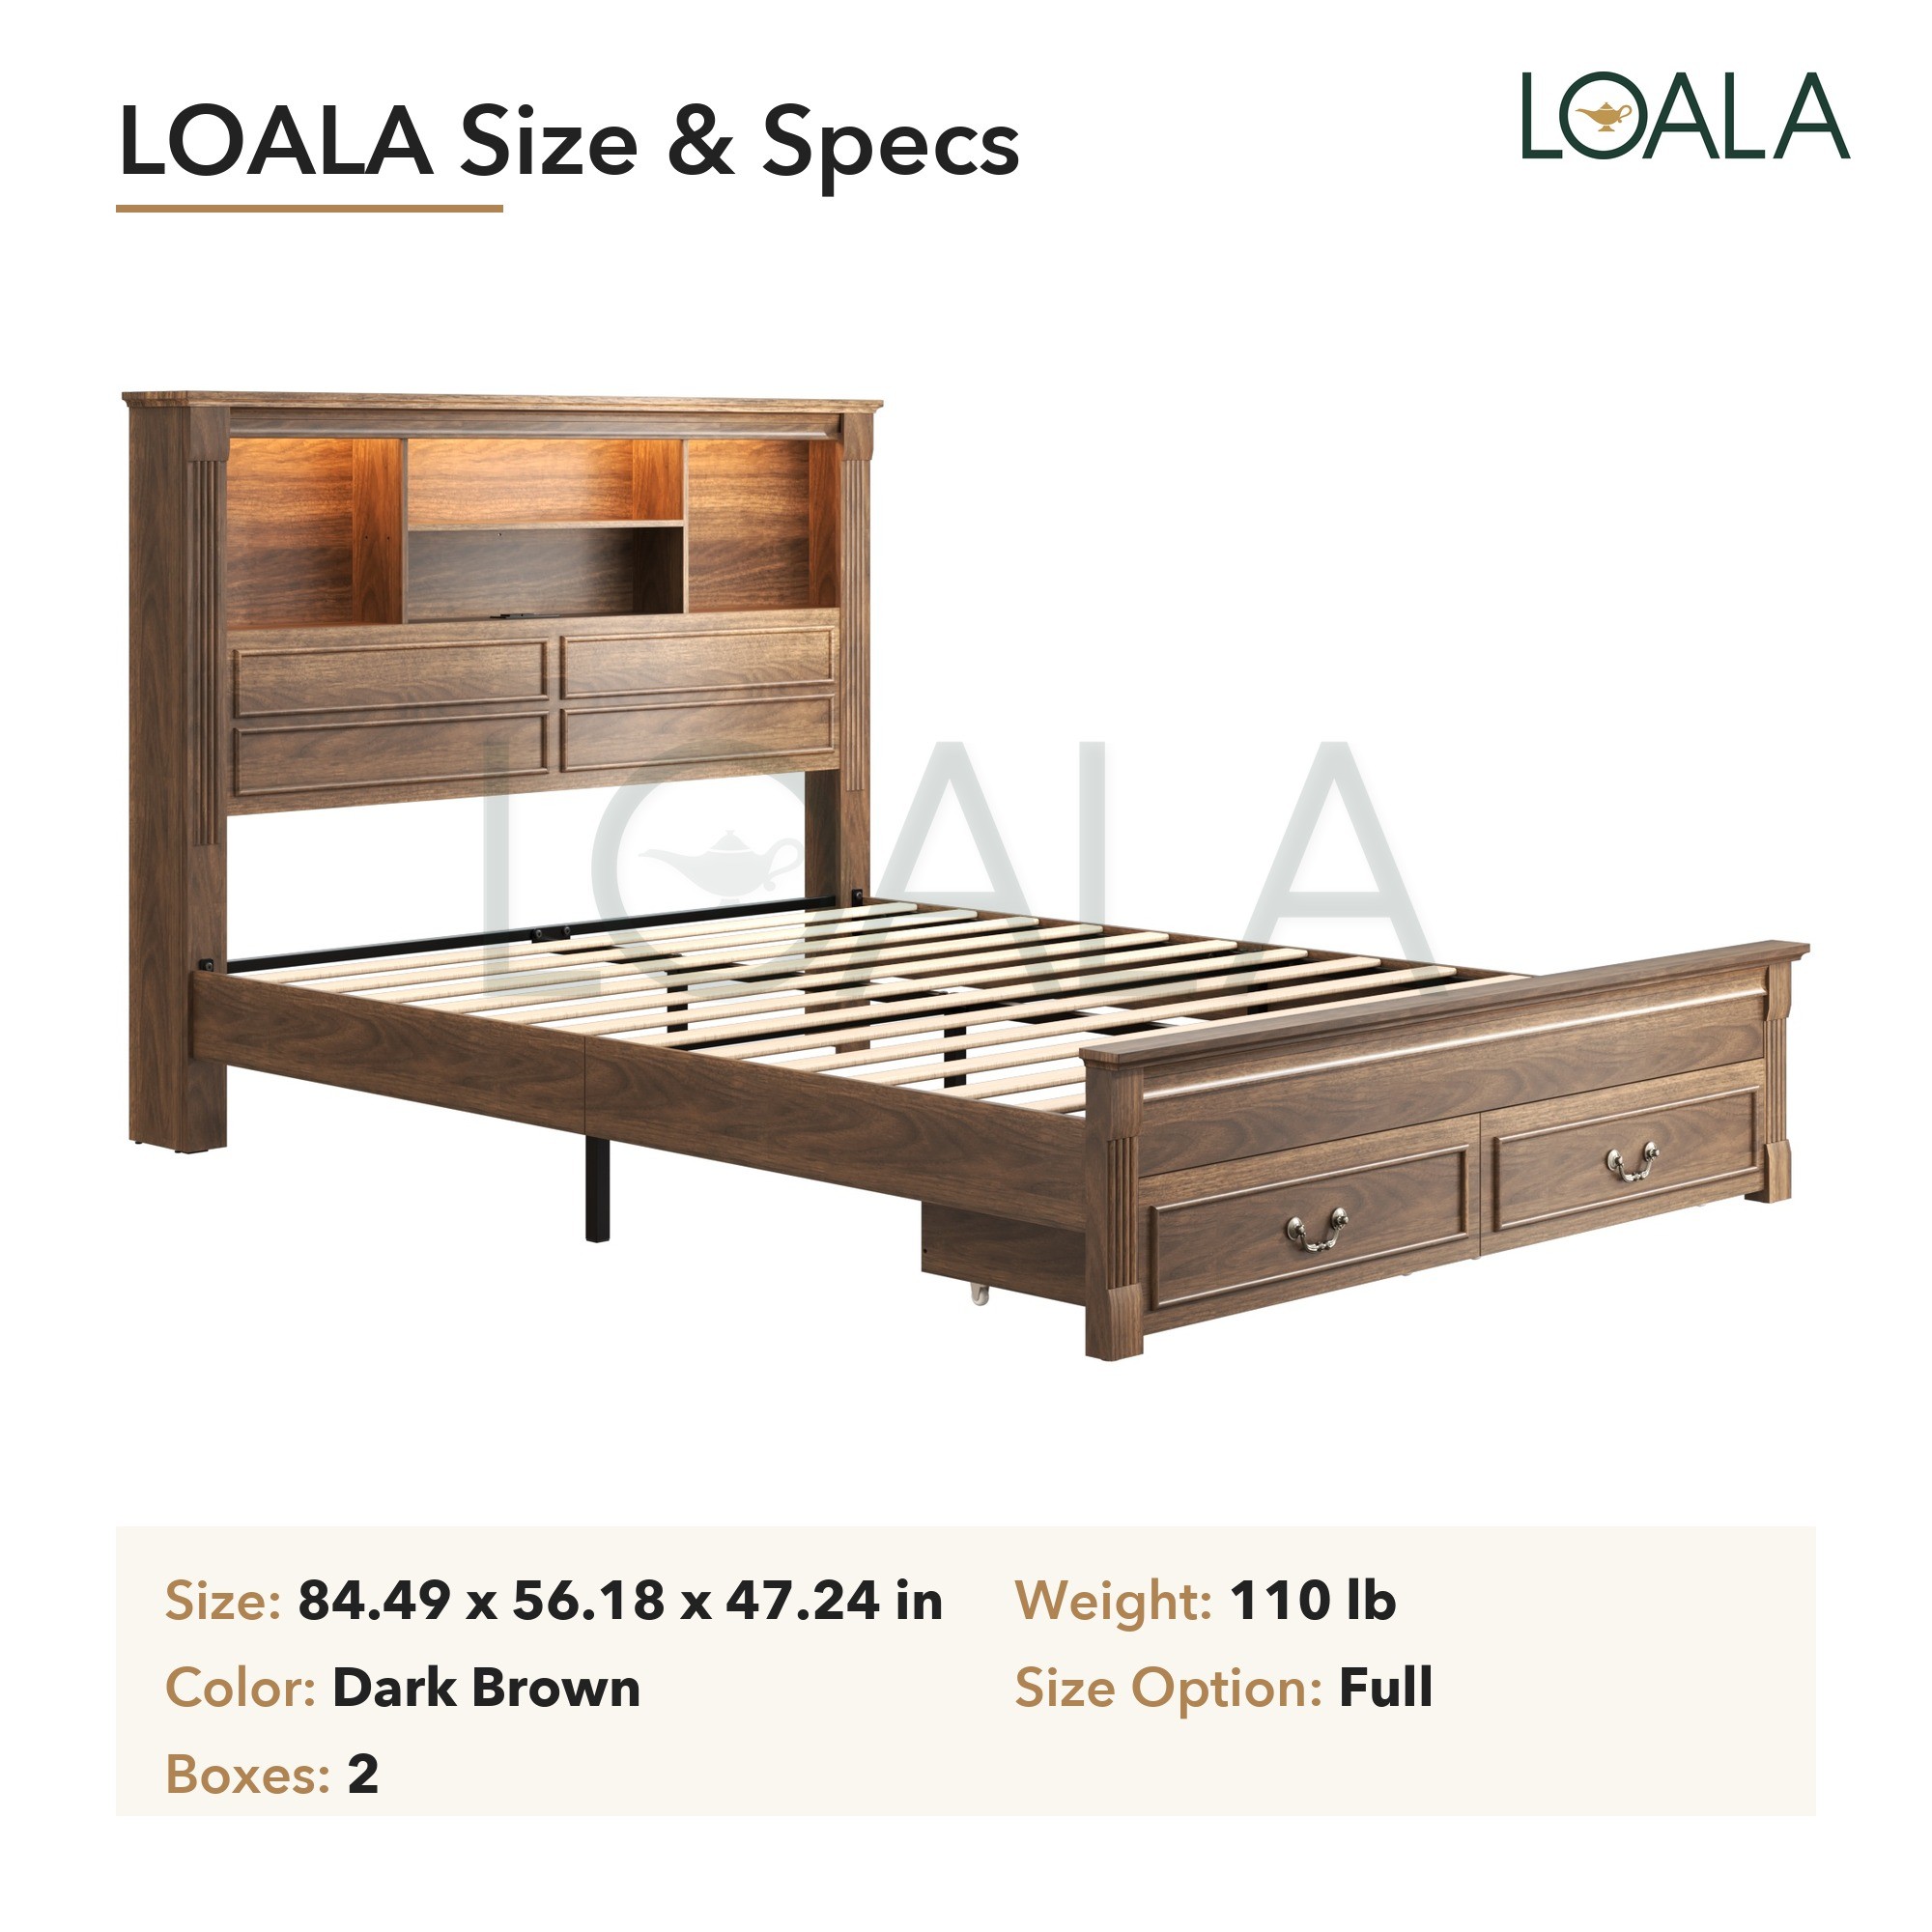 LOALA Size & Specs
LOALA
LOALA
Size: 84.49 x 56.18 x 47.24 in
Weight: 110 lb
Color: Dark Brown
Size Option: Full
Boxes: 2